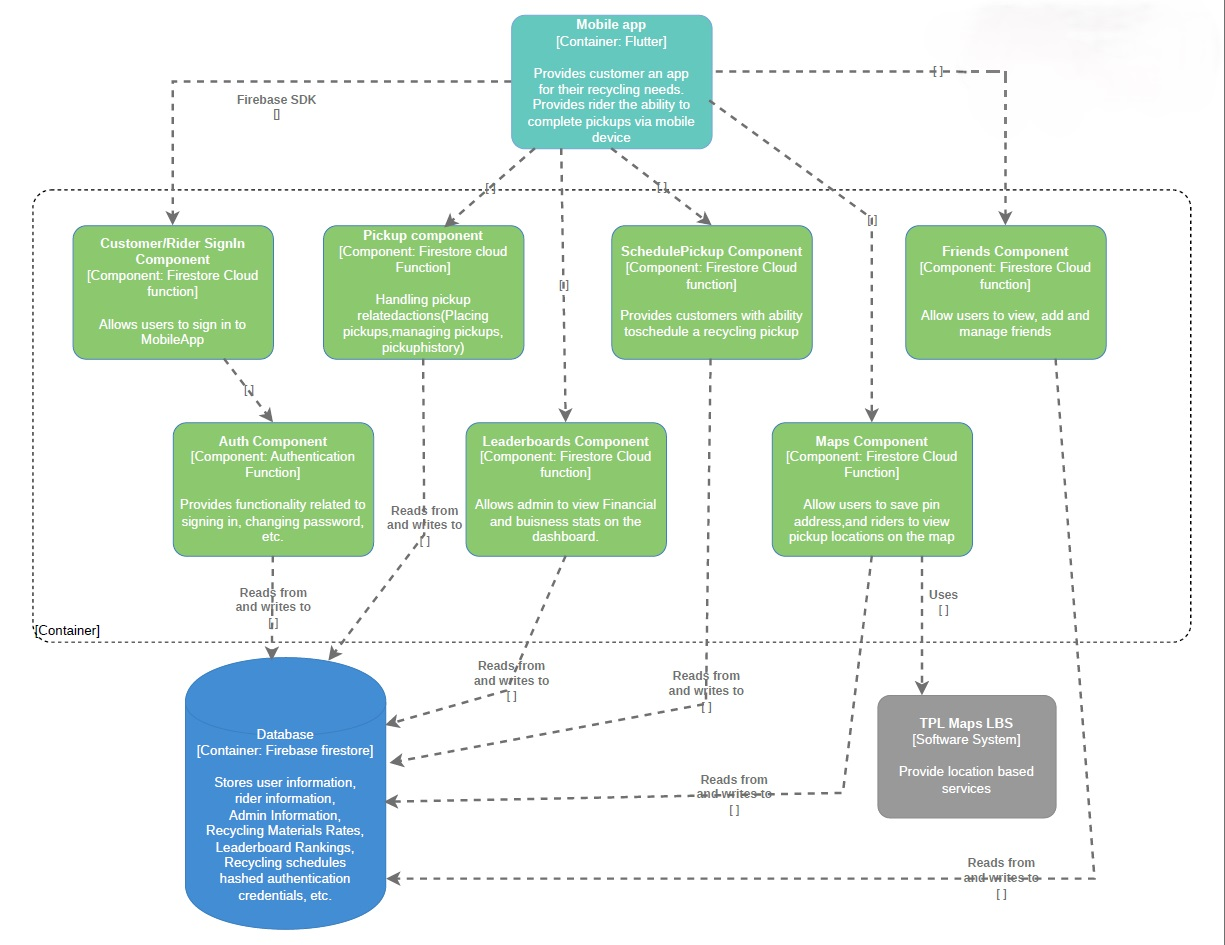 Mobile app
[Container: Flutter]
Provides customer an app
for their recycling needs.
Provides rider the ability to
complete pickups via mobile
device
[ ]
Firebase SDK
[]
[ ]
[ ]
[ ]
[ ]
Customer/Rider SignIn
Component
[Component: Firestore Cloud
function]
Allows users to sign in to
MobileApp
Pickup component
[Component: Firestore cloud
Function]
Handling pickup
relatedactions(Placing
pickups,managing pickups,
pickuphistory)
SchedulePickup Component
[Component: Firestore Cloud
function]
Provides customers with ability
toschedule a recycling pickup
Friends Component
[Component: Firestore Cloud
function]
Allow users to view, add and
manage friends
[ ]
Auth Component
[Component: Authentication
Function]
Provides functionality related to
signing in, changing password,
etc.
Reads from
and writes to
[ ]
Leaderboards Component
[Component: Firestore Cloud
function]
Allows admin to view Financial
and buisness stats on the
dashboard.
Maps Component
[Component: Firestore Cloud
Function]
Allow users to save pin
address,and riders to view
pickup locations on the map
Reads from
and writes to
[ ]
Uses
[ ]
[Container]
Reads from
and writes to
[ ]
Reads from
and writes to
[ ]
Database
[Container: Firebase firestore]
Stores user information,
rider information,
Admin Information,
Recycling Materials Rates,
Leaderboard Rankings,
Recycling schedules
hashed authentication
credentials, etc.
TPL Maps LBS
[Software System]
Provide location based
services
Reads from
and writes to
[ ]
Reads from
and writes to
[ ]